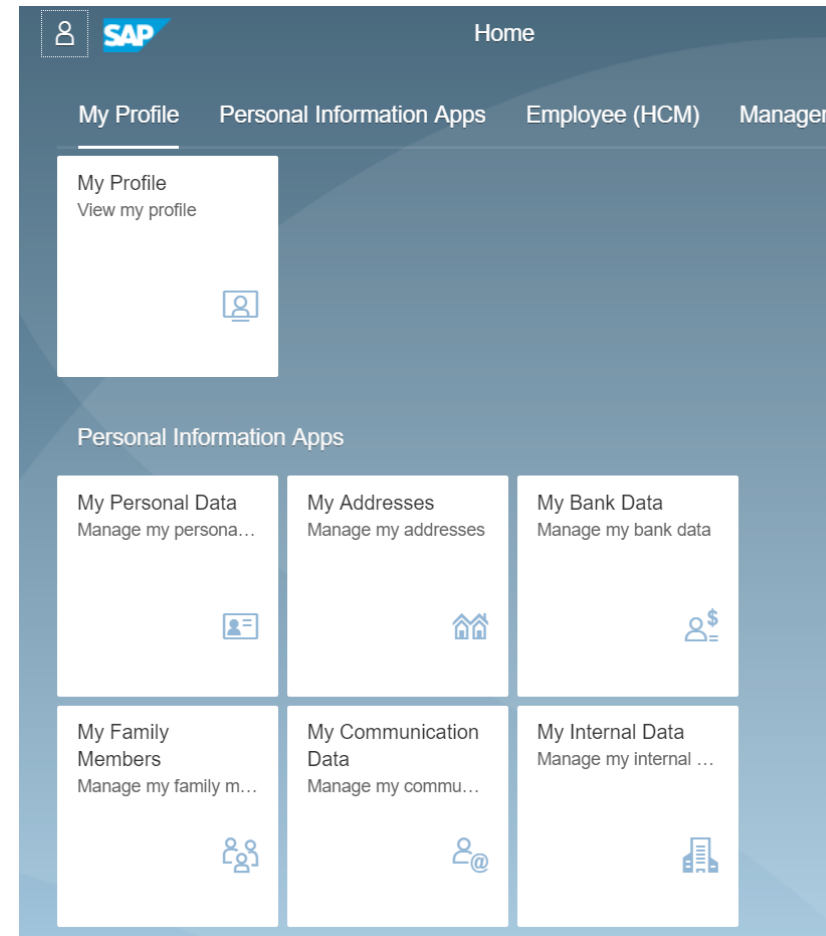 SAP
Home
My Profile
Personal Information Apps
Employee (HCM)
Manager
My Profile
View my profile
Personal Information Apps
My Personal Data
Manage my persona...
My Addresses
Manage my addresses
My Bank Data
Manage my bank data
My Family
Members
Manage my family m...
My Communication
Data
Manage my commu...
My Internal Data
Manage my internal ...